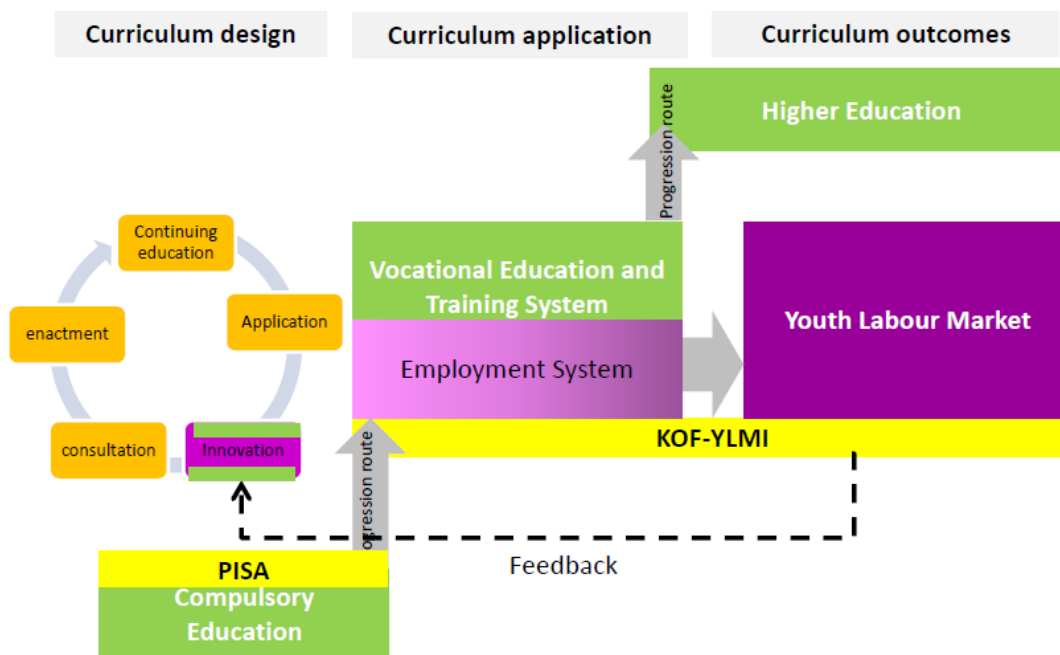 Curriculum design
Curriculum application
Curriculum outcomes
Higher Education
Progression route
Continuing
education
Application
Innovation
consultation
enactment
Vocational Education and
Training System
Employment System
Youth Labour Market
KOF-YLMI
ogression route
Feedback
PISA
Compulsory
Education